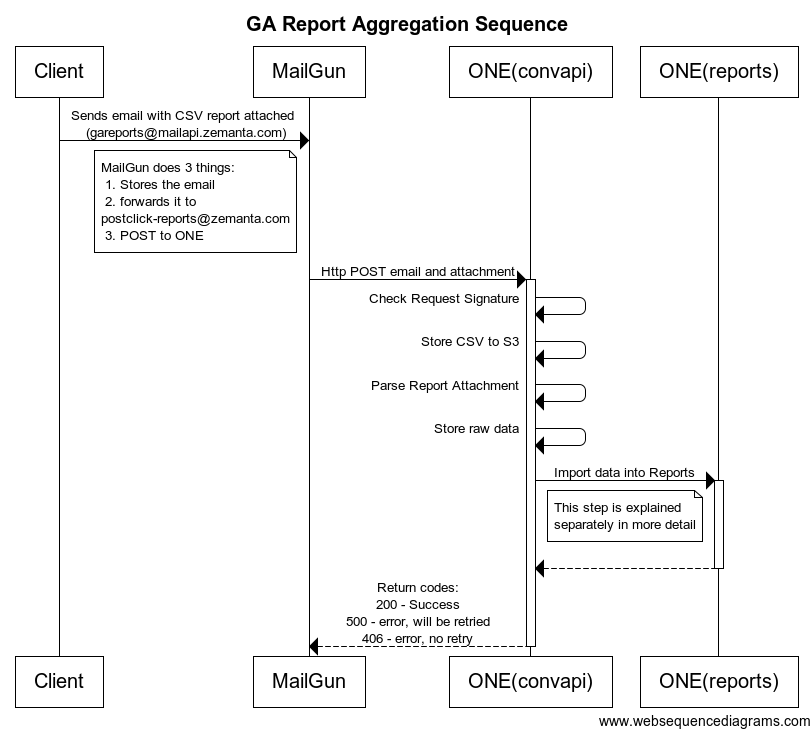 GA Report Aggregation Sequence
Client
MailGun
ONE(convapi)
ONE(reports)
Sends email with CSV report attached
(gareports@mailapi.zemanta.com)
MailGun does 3 things:
1. Stores the email
2. forwards it to
postclick-reports@zemanta.com
3. POST to ONE
Http POST email and attachment
Check Request Signature
Store CSV to S3
Parse Report Attachment
Store raw data
Import data into Reports
This step is explained
separately in more detail
Return codes:
200 - Success
500 - error, will be retried
406 - error, no retry
Client
MailGun
ONE(convapi)
ONE(reports)
www.websequencediagrams.com